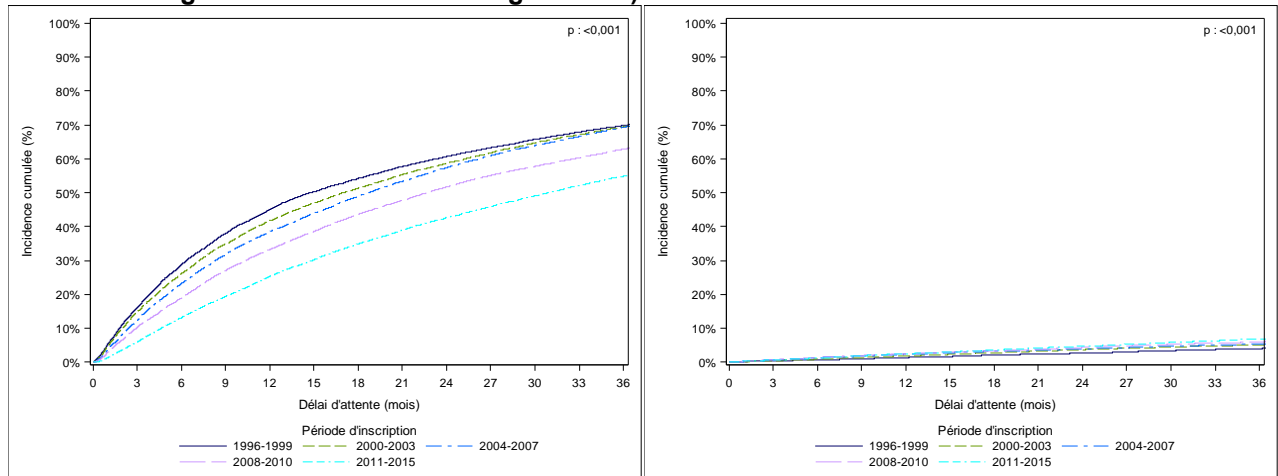 p : <0,001
100%
90%
80%
70%
60%
50%
40%
30%
20%
10%
0%
Incidence cumulée (%)
0 3 6 9 12 15 18 21 24 27 30 33 36
Délai d'attente (mois)
Période d'inscription
1996-1999 2000-2003 2004-2007
2008-2010 2011-2015
p : <0,001
100%
90%
80%
70%
60%
50%
40%
30%
20%
10%
0%
Incidence cumulée (%)
0 3 6 9 12 15 18 21 24 27 30 33 36
Délai d'attente (mois)
Période d'inscription
1996-1999 2000-2003 2004-2007
2008-2010 2011-2015